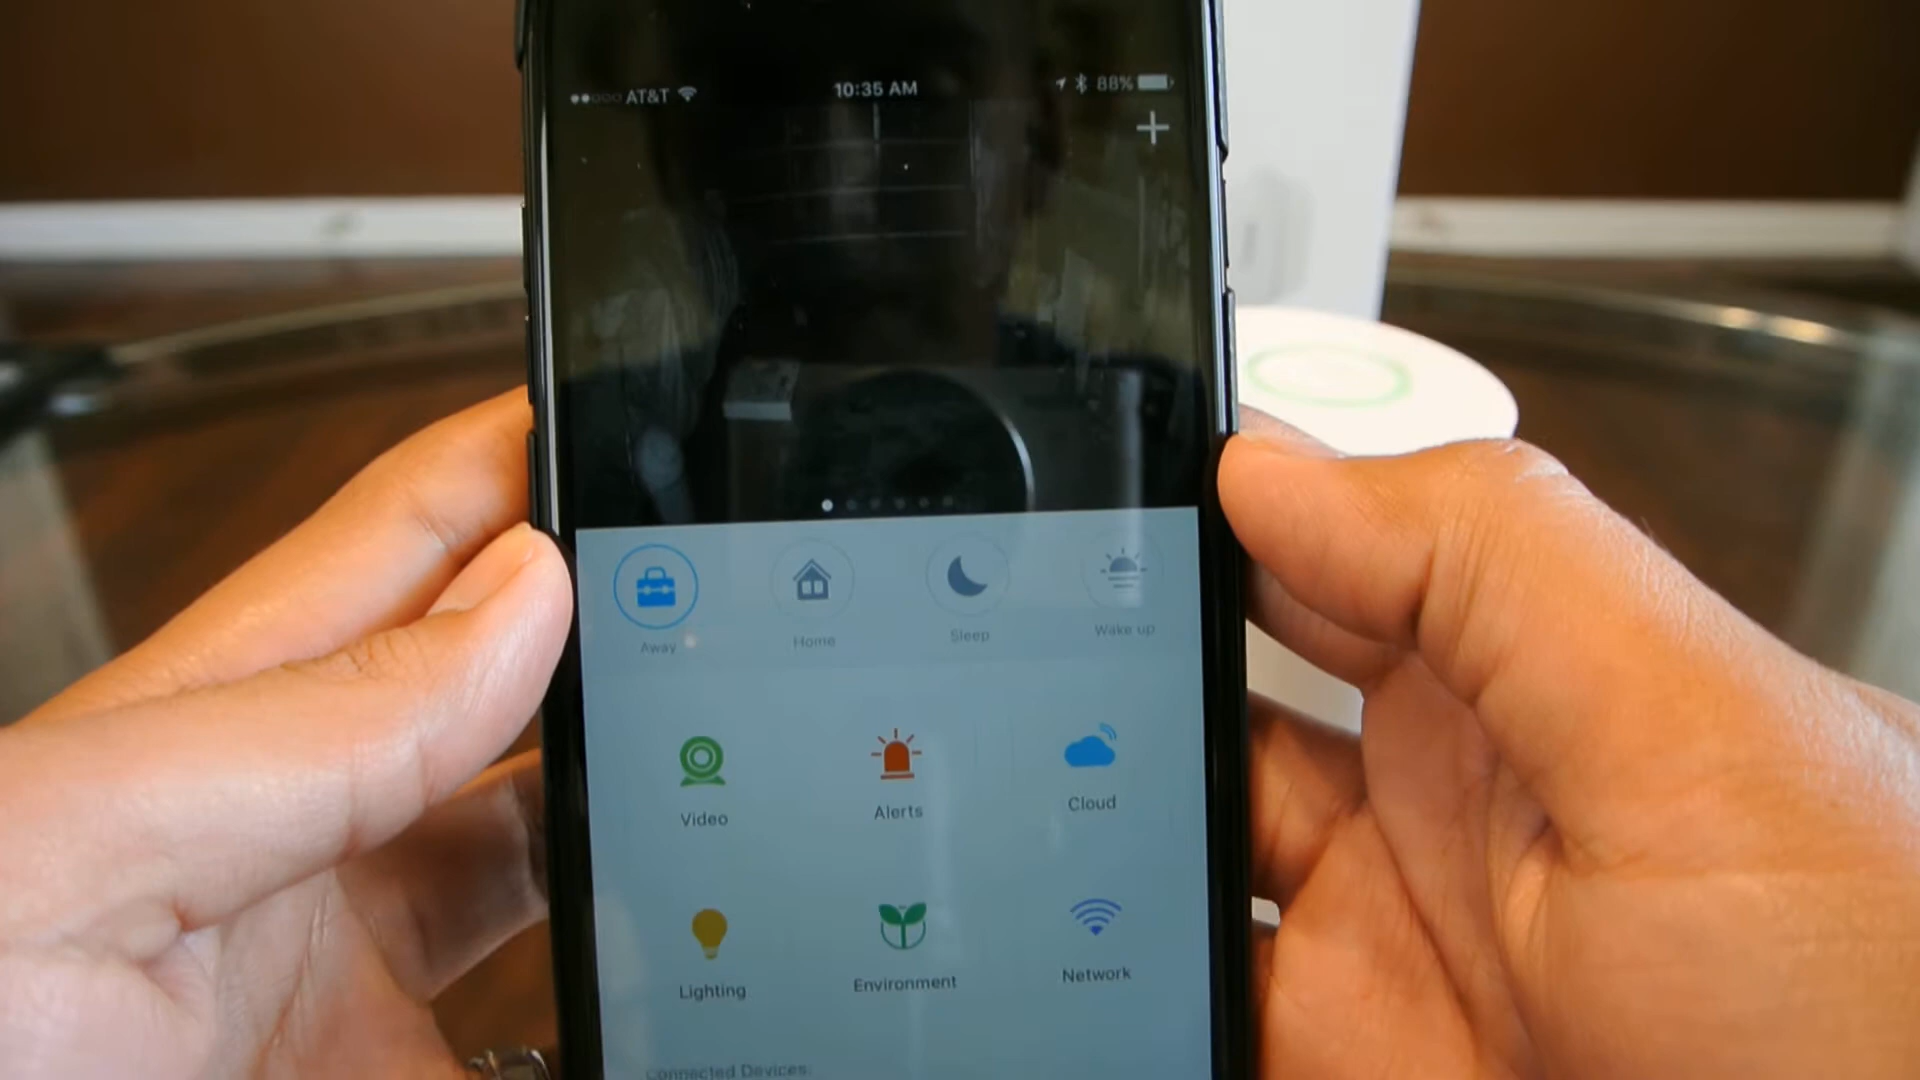 AT&T 10:35 AM 88%
Away Home Sleep Wake up
Video Alerts Cloud
Lighting Environment Network
Connected Devices: